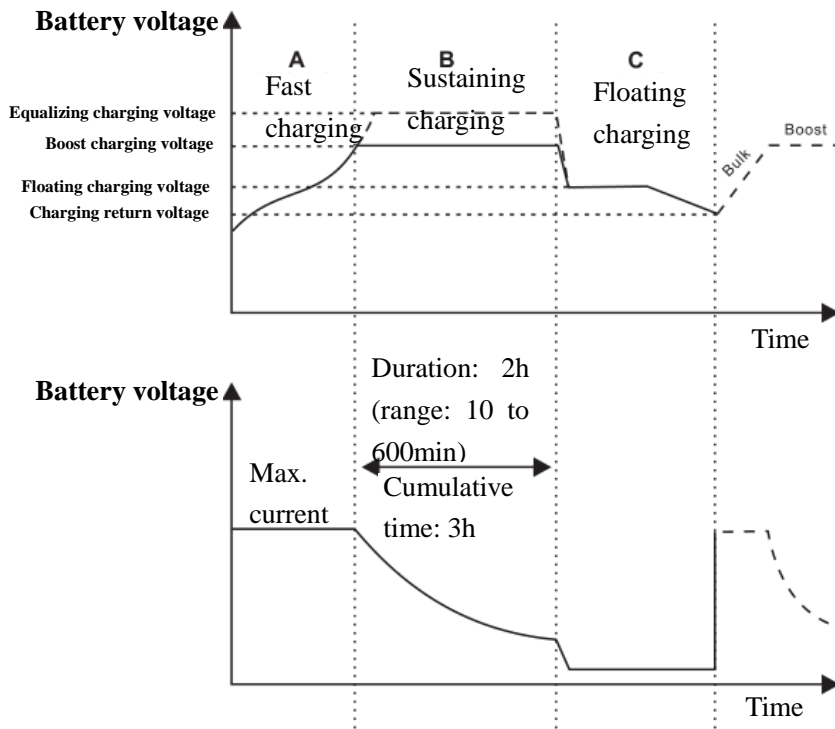 Battery voltage
A
B
C
Fast
charging
Sustaining
charging
Floating
charging
Equalizing charging voltage
Boost charging voltage
Floating charging voltage
Charging return voltage
Bulk
Boost
Time
Battery voltage
Duration: 2h
(range: 10 to
600min)
Max.
current
Cumulative
time: 3h
Time